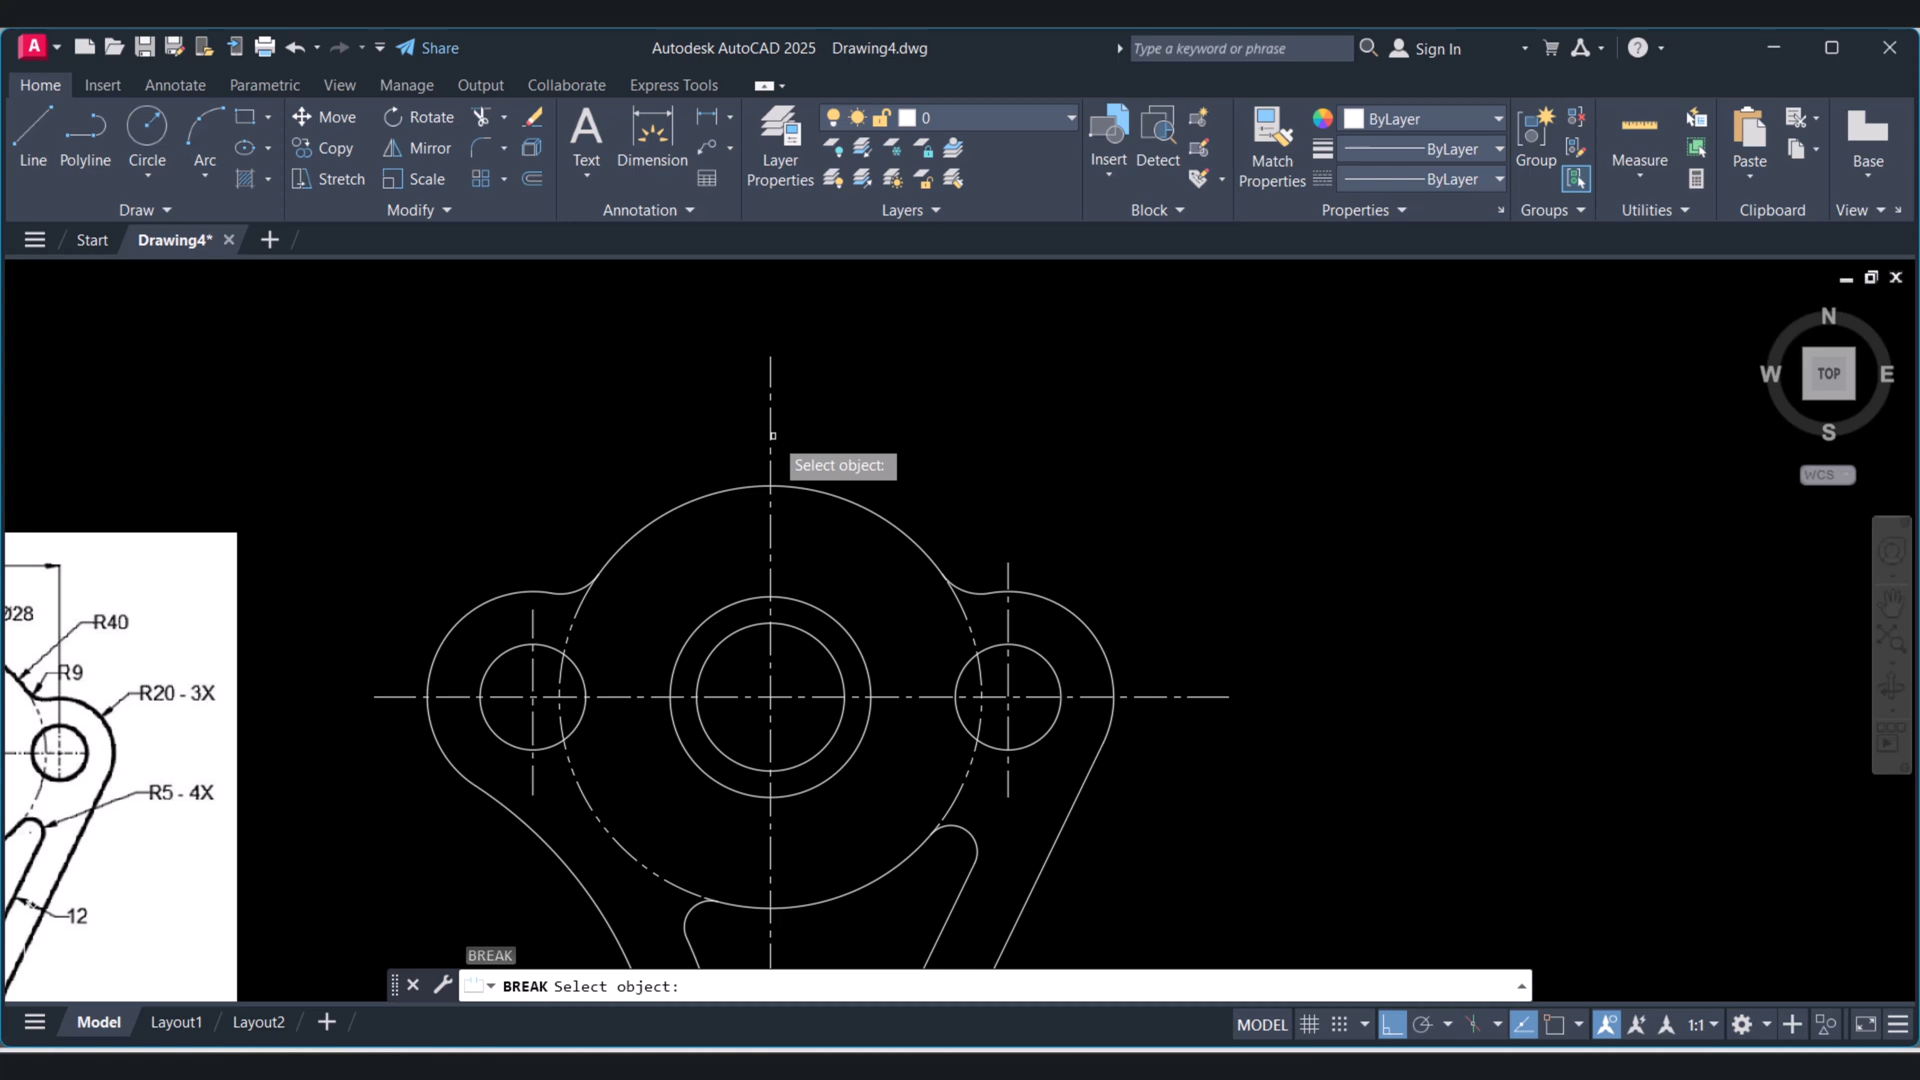 A Share Autodesk AutoCAD 2025 Drawing4.dwg Type a keyword or phrase Sign In
Home Insert Annotate Parametric View Manage Output Collaborate Express Tools
Line Polyline Circle Arc
Move Rotate
Copy Mirror
Stretch Scale
Text Dimension
Layer Properties
0
Insert Detect
Match Properties
ByLayer
ByLayer
ByLayer
Group
Measure
Paste
Base
Draw Modify Annotation Layers Block Properties Groups Utilities Clipboard View
Start Drawing4*
N
W TOP E
S
WCS
Select object:
Ø28
R40
R9
R20 - 3X
R5 - 4X
12
BREAK
BREAK Select object:
Model Layout1 Layout2 MODEL 1:1